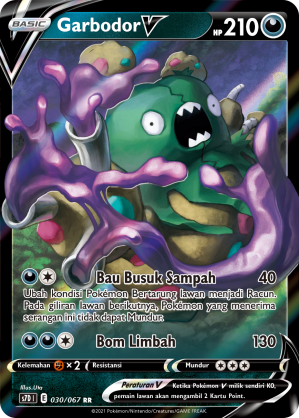 BASIC Garbodor V HP 210
Bau Busuk Sampah 40
Ubah kondisi Pokémon Bertarung lawan menjadi Racun.
Pada giliran lawan berikutnya, Pokémon yang menerima
serangan ini tidak dapat Mundur.
Bom Limbah 130
Kelemahan × 2 Resistansi Mundur
Illus. Uta
s7D I E 030/067 RR
Peraturan V Ketika Pokémon V milik sendiri KO,
pemain lawan akan mengambil 2 Kartu Point.
©2021 Pokémon/Nintendo/Creatures/GAME FREAK.